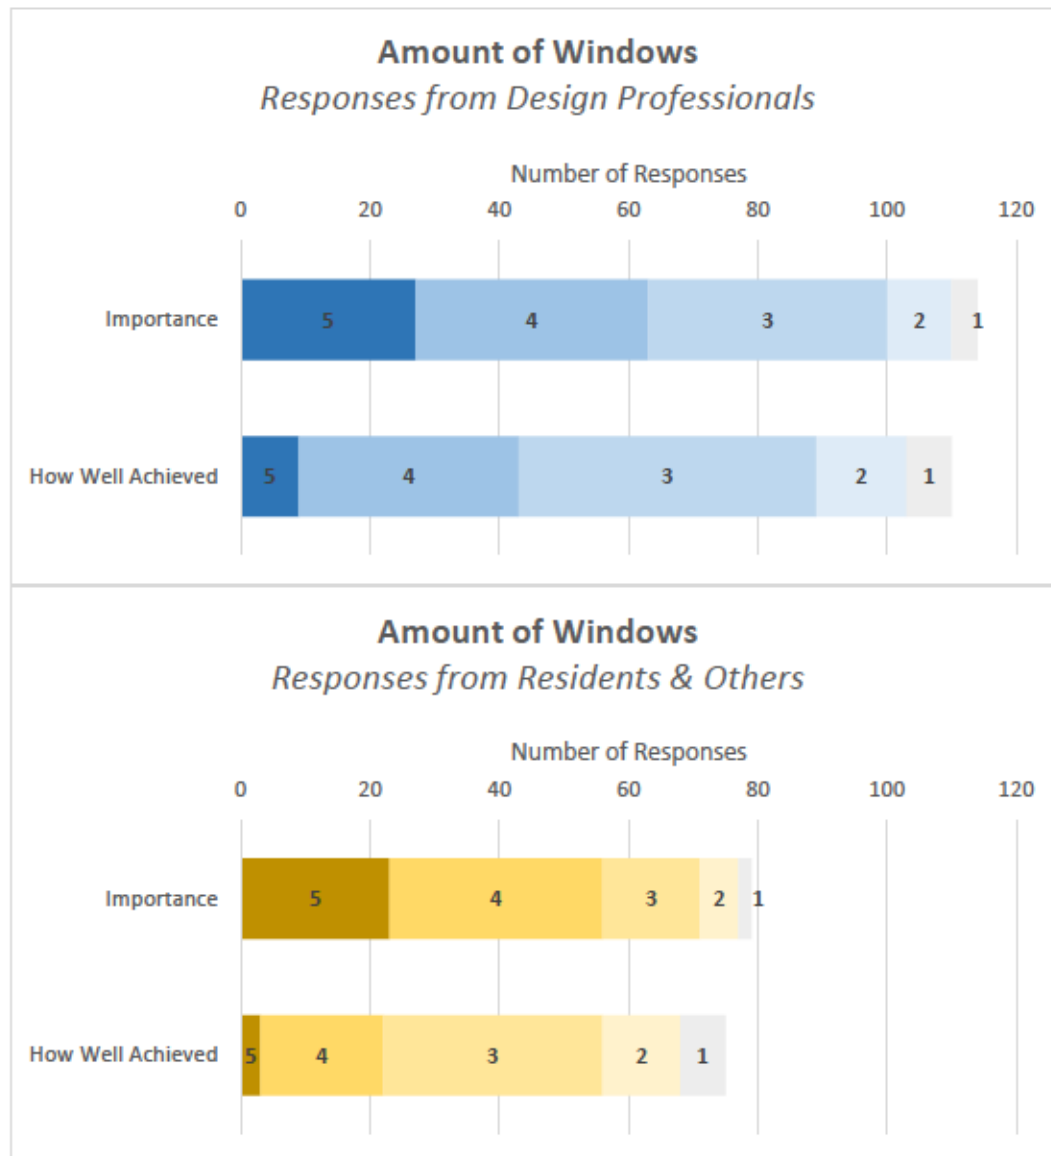 Amount of Windows
Responses from Design Professionals
Number of Responses
0 20 40 60 80 100 120
Importance 5 4 3 2 1
How Well Achieved 5 4 3 2 1
Amount of Windows
Responses from Residents & Others
Number of Responses
0 20 40 60 80 100 120
Importance 5 4 3 2 1
How Well Achieved 5 4 3 2 1